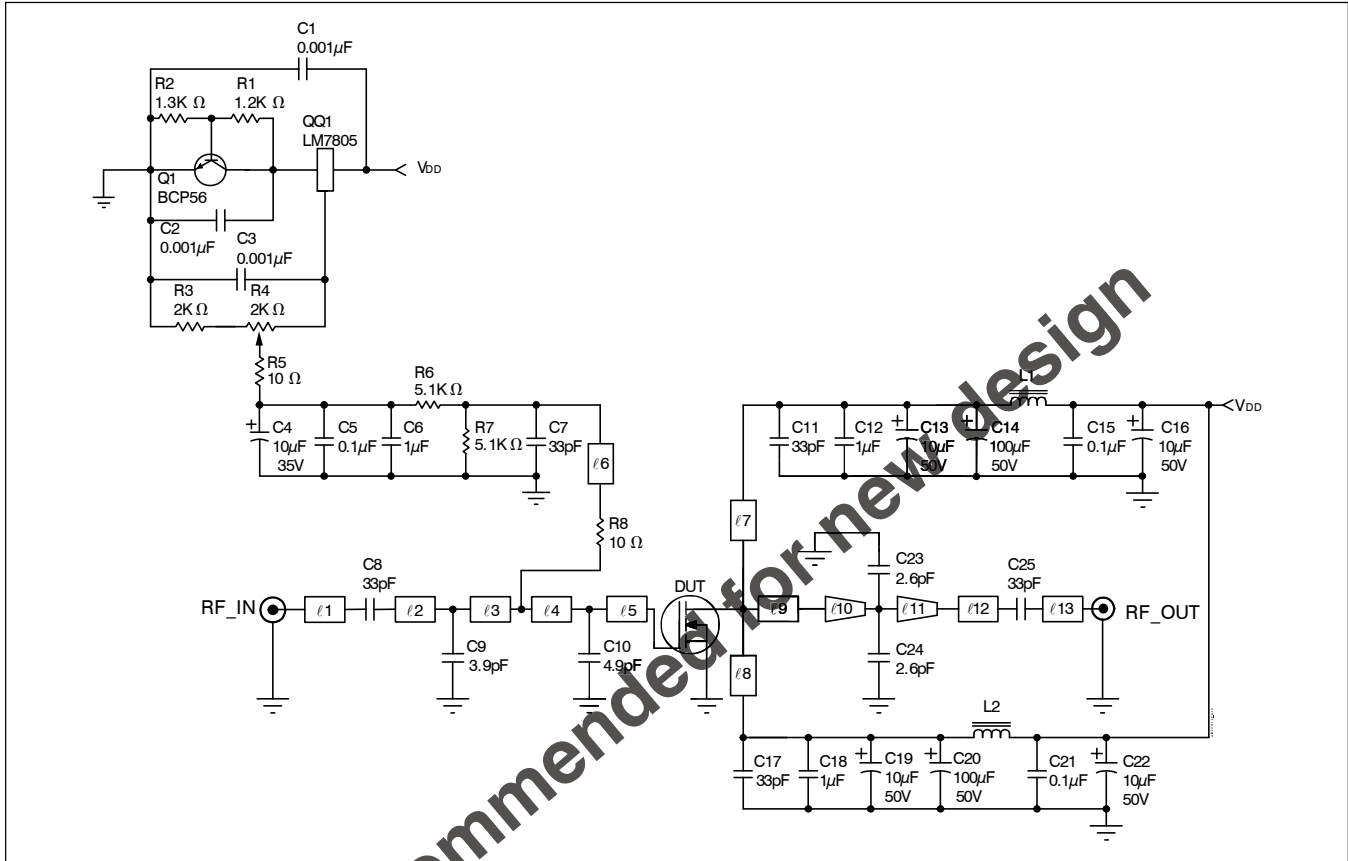 C1
0.001µF
R2
1.3K Ω
R1
1.2K Ω
QQ1
LM7805
VDD
Q1
BCP56
C2
0.001µF
C3
0.001µF
R3
2K Ω
R4
2K Ω
R5
10 Ω
R6
5.1K Ω
C4
10µF
35V
C5
0.1µF
C6
1µF
R7
5.1K Ω
C7
33pF
ℓ6
R8
10 Ω
L1
VDD
C11
33pF
C12
1µF
C13
10µF
50V
C14
100µF
50V
C15
0.1µF
C16
10µF
50V
ℓ7
RF_IN
ℓ1
C8
33pF
ℓ2
ℓ3
ℓ4
ℓ5
C9
3.9pF
C10
4.9pF
DUT
ℓ9
ℓ10
C23
2.6pF
C24
2.6pF
ℓ11
ℓ12
C25
33pF
ℓ13
RF_OUT
ℓ8
L2
C17
33pF
C18
1µF
C19
10µF
50V
C20
100µF
50V
C21
0.1µF
C22
10µF
50V
ommended for new design